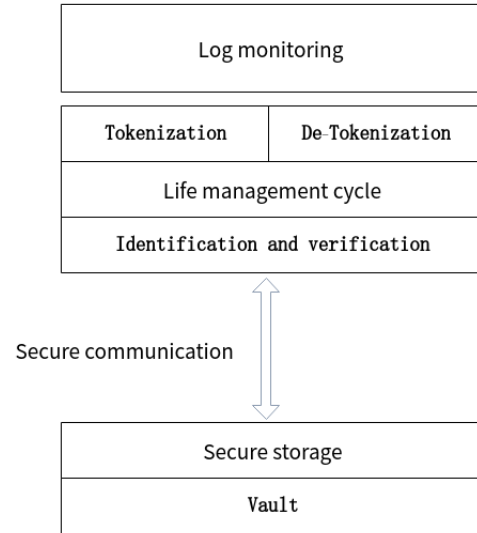 Log monitoring
Tokenization De-Tokenization
Life management cycle
Identification and verification
Secure communication
Secure storage
Vault